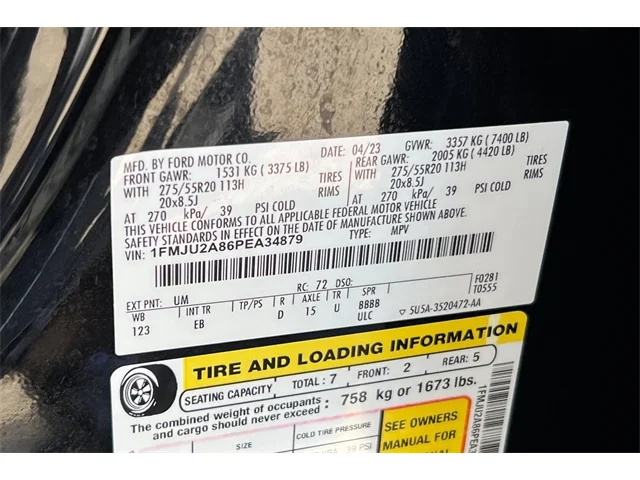 MFD. BY FORD MOTOR CO.
DATE: 04/23 GVWR: 3357 KG (7400 LB)
FRONT GAWR: 1531 KG (3375 LB) REAR GAWR: 2005 KG (4420 LB)
WITH 275/55R20 113H TIRES WITH 275/55R20 113H TIRES
20x8.5J RIMS 20x8.5J RIMS
AT 270 kPa/ 39 PSI COLD AT 270 kPa/ 39 PSI COLD
THIS VEHICLE CONFORMS TO ALL APPLICABLE FEDERAL MOTOR VEHICLE
SAFETY STANDARDS IN EFFECT ON THE DATE OF MANUFACTURE SHOWN ABOVE.
VIN: 1FMJU2A86PEA34879 TYPE: MPV
F0281
T0555
EXT PNT: UM RC: 72 DSO:
WB INT TR TP/PS R AXLE TR SPR
123 EB D 15 U BBBB
ULC ▽ 5U5A-3520472-AA
TIRE AND LOADING INFORMATION
SEATING CAPACITY TOTAL: 7 FRONT: 2 REAR: 5
The combined weight of occupants : 758 kg or 1673 lbs.
and cargo should never exceed
SIZE COLD TIRE PRESSURE
39 PSI
SEE OWNERS
MANUAL FOR
1FMJU2A86PEA